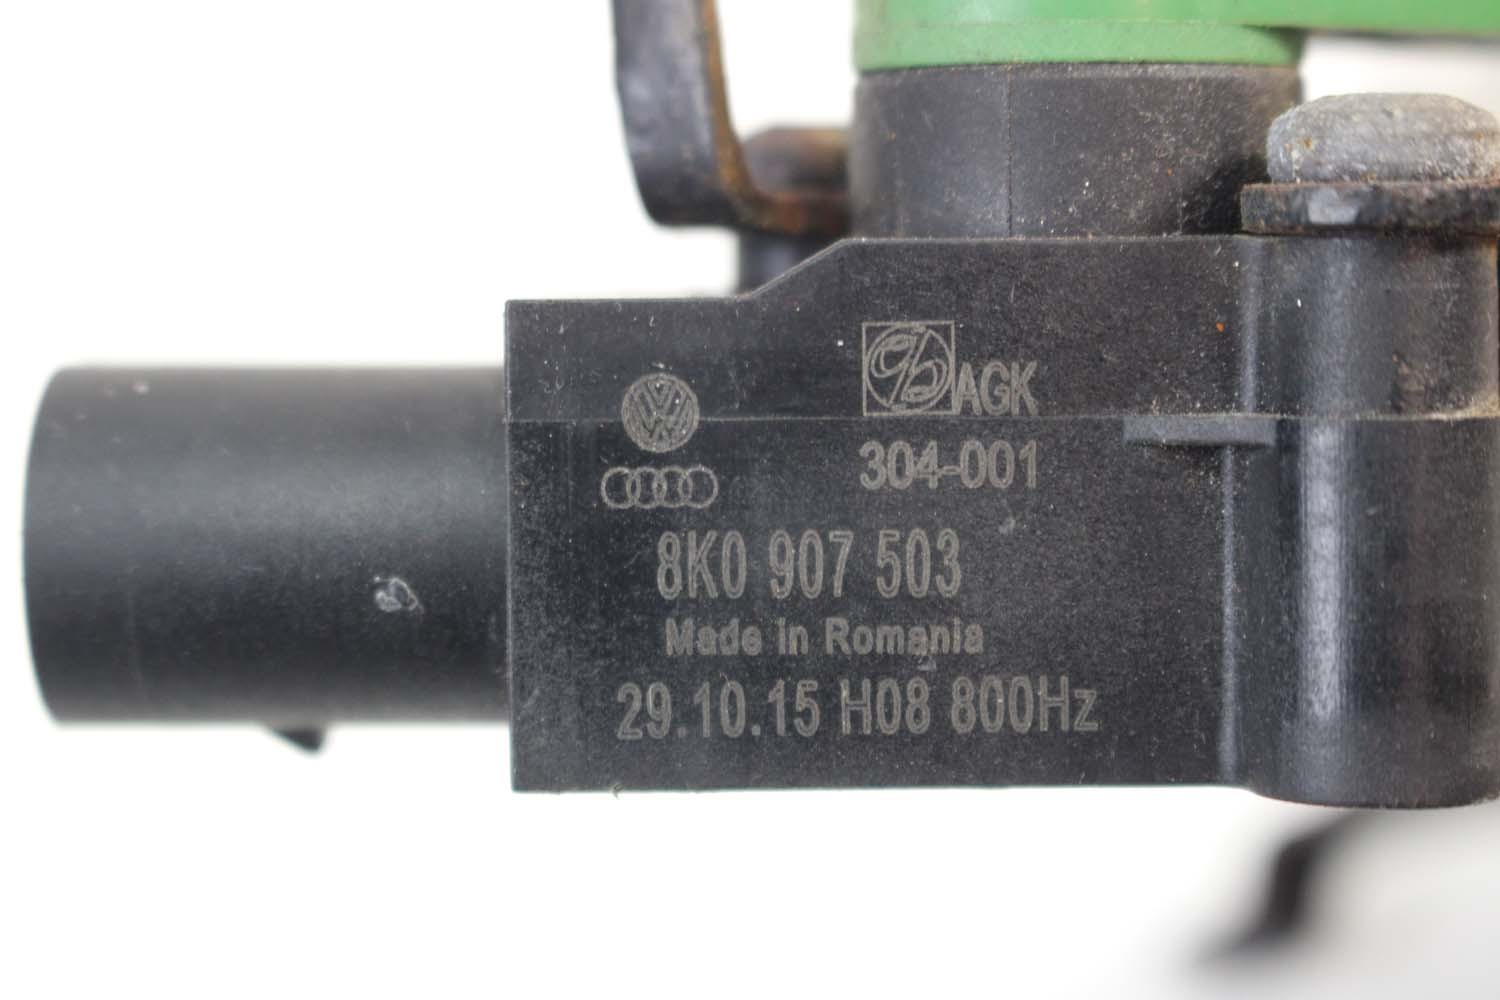 AGK
304-001
8K0 907 503
Made in Romania
29.10.15 H08 800Hz